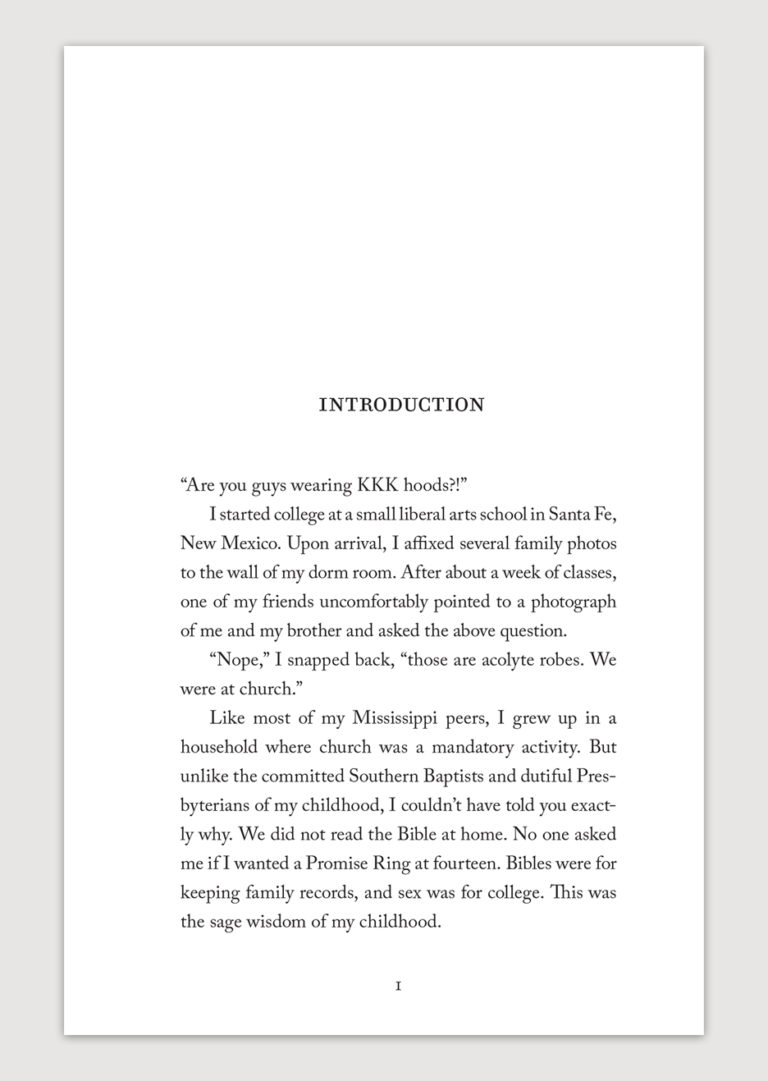 INTRODUCTION
“Are you guys wearing KKK hoods?!”
I started college at a small liberal arts school in Santa Fe,
New Mexico. Upon arrival, I affixed several family photos
to the wall of my dorm room. After about a week of classes,
one of my friends uncomfortably pointed to a photograph
of me and my brother and asked the above question.
“Nope,” I snapped back, “those are acolyte robes. We
were at church.”
Like most of my Mississippi peers, I grew up in a
household where church was a mandatory activity. But
unlike the committed Southern Baptists and dutiful Pres-
byterians of my childhood, I couldn’t have told you exact-
ly why. We did not read the Bible at home. No one asked
me if I wanted a Promise Ring at fourteen. Bibles were for
keeping family records, and sex was for college. This was
the sage wisdom of my childhood.
1